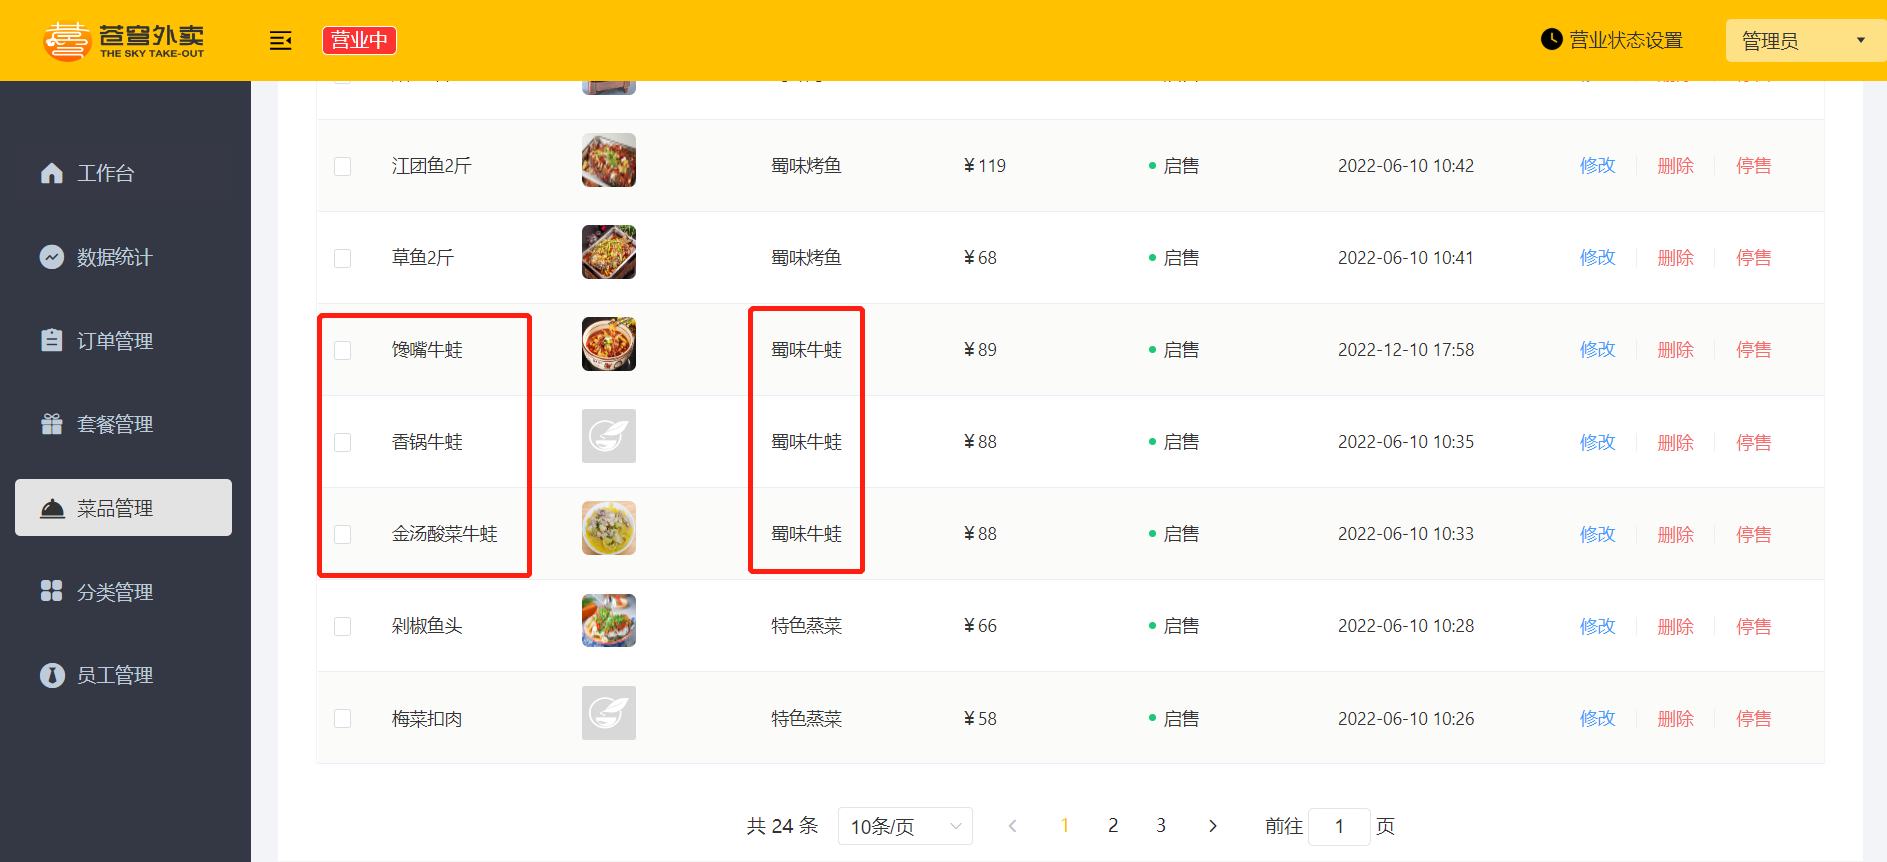 苍穹外卖
THE SKY TAKE-OUT
营业中
营业状态设置
管理员
工作台
数据统计
订单管理
套餐管理
菜品管理
分类管理
员工管理
江团鱼2斤 蜀味烤鱼 ¥119 启售 2022-06-10 10:42 修改 删除 停售
草鱼2斤 蜀味烤鱼 ¥68 启售 2022-06-10 10:41 修改 删除 停售
馋嘴牛蛙 蜀味牛蛙 ¥89 启售 2022-12-10 17:58 修改 删除 停售
香锅牛蛙 蜀味牛蛙 ¥88 启售 2022-06-10 10:35 修改 删除 停售
金汤酸菜牛蛙 蜀味牛蛙 ¥88 启售 2022-06-10 10:33 修改 删除 停售
剁椒鱼头 特色蒸菜 ¥66 启售 2022-06-10 10:28 修改 删除 停售
梅菜扣肉 特色蒸菜 ¥58 启售 2022-06-10 10:26 修改 删除 停售
共 24 条 10条/页 1 2 3 前往 1 页